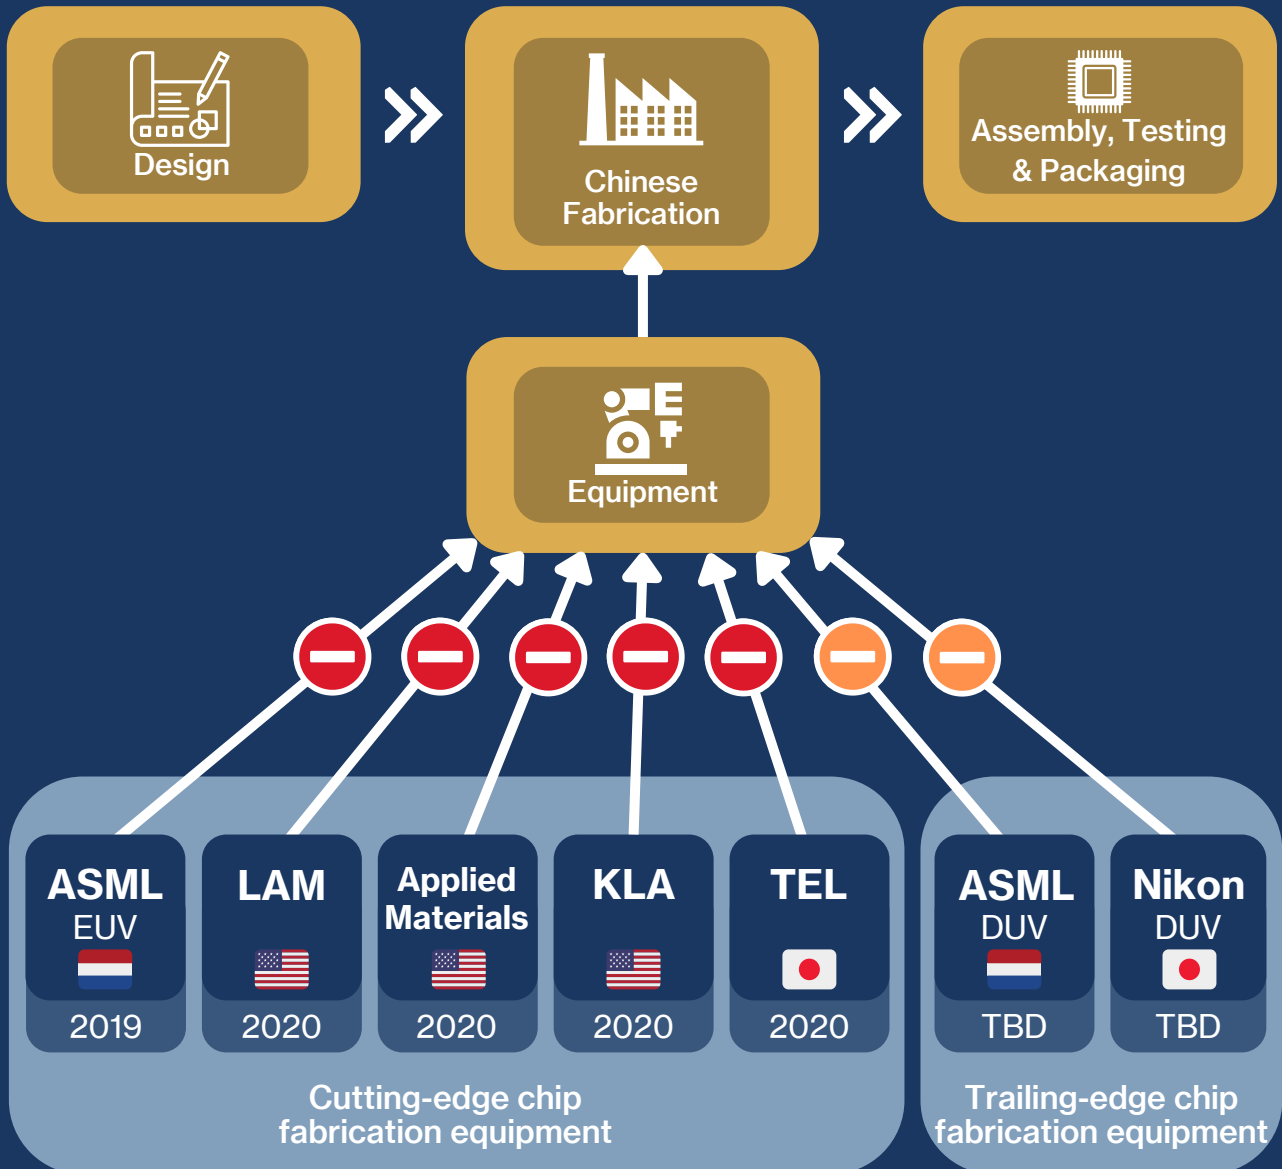 Design
Chinese
Fabrication
Assembly, Testing
& Packaging
Equipment
ASML
EUV
2019
LAM
2020
Applied
Materials
2020
KLA
2020
TEL
2020
Cutting-edge chip
fabrication equipment
ASML
DUV
TBD
Nikon
DUV
TBD
Trailing-edge chip
fabrication equipment